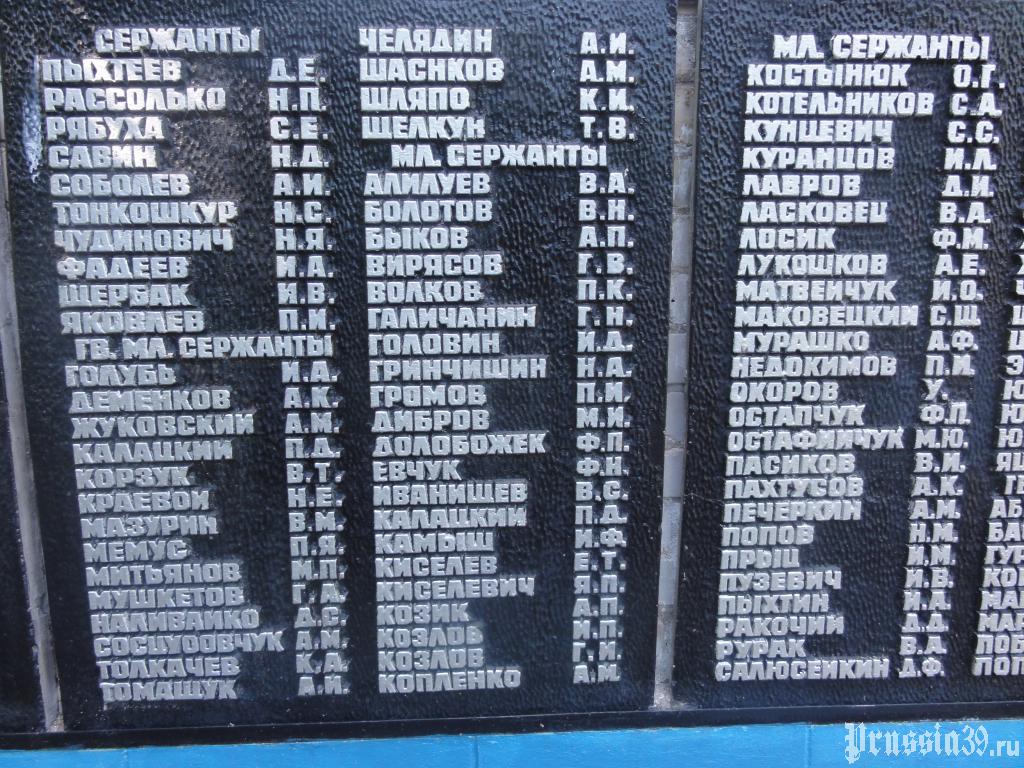 СЕРЖАНТЫ
ПЫХТЕЕВ Д.Е.
РАССОЛЬКО Н.П.
РЯБУХА С.Е.
САВИН Н.Д.
СОБОЛЕВ А.И.
ТОНКОШКУР Н.С.
ЧУДИНОВИЧ Н.Я.
ФАДЕЕВ И.А.
ЩЕРБАК И.В.
ЯКОВЛЕВ П.И.
ГВ. МЛ. СЕРЖАНТЫ
ГОЛУБЬ И.А.
ДЕМЕНКОВ А.К.
ЖУКОВСКИЙ А.М.
КАЛАЦКИЙ П.Д.
КОРЗУК В.Т.
КРАЕВОЙ Н.Е.
МАЗУРИН В.М.
МЕМУС П.Я.
МИТЬЯНОВ И.П.
МУШКЕТОВ Г.А.
НАЛИВАЙКО Д.С.
СОСЦУОВЧУК А.М.
ТОЛКАЧЕВ К.А.
ТОМАЩУК А.И.
ЧЕЛЯДИН А.И.
ШАСНКОВ А.М.
ШЛЯПО К.И.
ЩЕЛКУН Т.В.
МЛ. СЕРЖАНТЫ
АЛИЛУЕВ В.А.
БОЛОТОВ В.Н.
БЫКОВ А.П.
ВИРЯСОВ Г.В.
ВОЛКОВ П.К.
ГАЛИЧАНИН Г.Н.
ГОЛОВИН И.Д.
ГРИНЧИШИН Н.А.
ГРОМОВ П.И.
ДИБРОВ М.И.
ДОЛОБОЖЕК Ф.П.
ЕВЧУК Ф.Н.
ИВАНИЩЕВ В.С.
КАЛАЦКИЙ П.Д.
КАМЫШ И.Ф.
КИСЕЛЕВ Е.Т.
КИСЕЛЕВИЧ Я.П.
КОЗИК А.П.
КОЗЛОВ И.П.
КОЗЛОВ Г.И.
КОПЛЕНКО А.М.
МЛ. СЕРЖАНТЫ
КОСТЫНЮК О.Г.
КОТЕЛЬНИКОВ С.А.
КУНЦЕВИЧ С.С.
КУРАНЦОВ И.Л.
ЛАВРОВ Д.И.
ЛАСКОВЕЦ В.А.
ЛОСИК Ф.М.
ЛУКОШКОВ А.Е.
МАТВЕЙЧУК И.О.
МАКОВЕЦКИЙ С.Щ.
МУРАШКО А.Ф.
НЕДОКИМОВ П.И.
ОКОРОВ У.
ОСТАПЧУК Ф.П.
ОСТАФИЙЧУК М.Ю.
ПАСИКОВ В.И.
ПАХТУБОВ А.К.
ПЕЧЕРКИН А.И.
ПОПОВ Н.М.
ПРЫЩ И.И.
ПУЗЕВИЧ И.В.
ПЫХТИН И.А.
РАКОЧИЙ Д.Д.
РУРАК В.А.
САЛЮСЕЙКИН Д.Ф.
Prussia39.ru